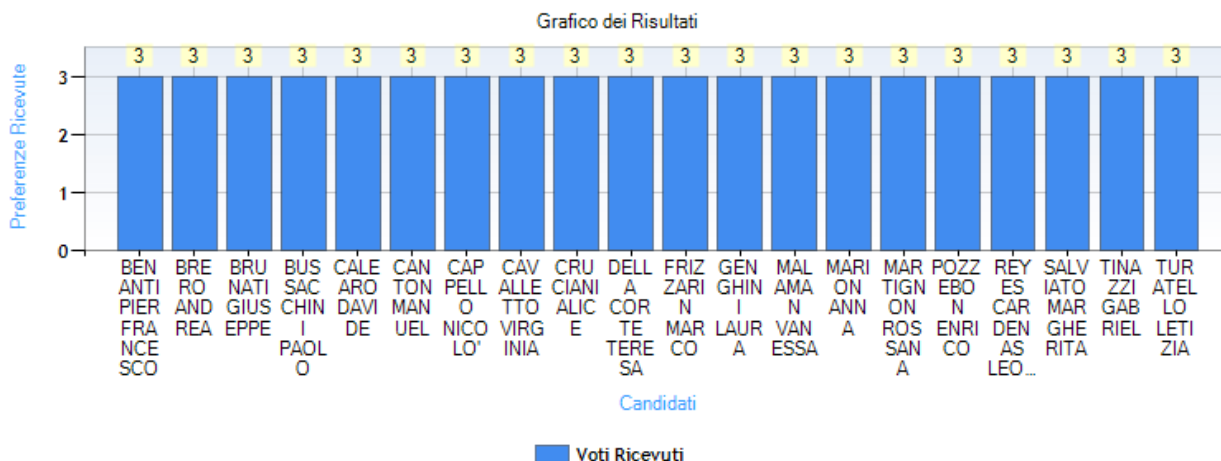 Grafico dei Risultati
3 3 3 3 3 3 3 3 3 3 3 3 3 3 3 3 3 3 3 3
Preferenze Ricevute
3
2
1
0
BEN
ANTI
PIER
FRA
NCE
SCO
BRE
RO
AND
REA
BRU
NATI
GIUS
EPPE
BUS
SAC
CHIN
I
PAOL
O
CALE
ARO
DAVI
DE
CAN
TON
MAN
UEL
CAP
PELL
O
NICO
LO'
CAV
ALLE
TTO
VIRG
INIA
CRU
CIANI
ALIC
E
DELL
A
COR
TE
TERE
SA
FRIZ
ZARI
N
MAR
CO
GEN
GHIN
I
LAUR
A
MAL
AMA
N
VAN
ESSA
MARI
ON
ANN
A
MAR
TIGN
ON
ROS
SAN
A
POZZ
EBO
N
ENRI
CO
REY
ES
CAR
DEN
AS
LEO...
SALV
IATO
MAR
GHE
RITA
TINA
ZZI
GAB
RIEL
TUR
ATEL
LO
LETI
ZIA
Candidati
Voti Ricevuti